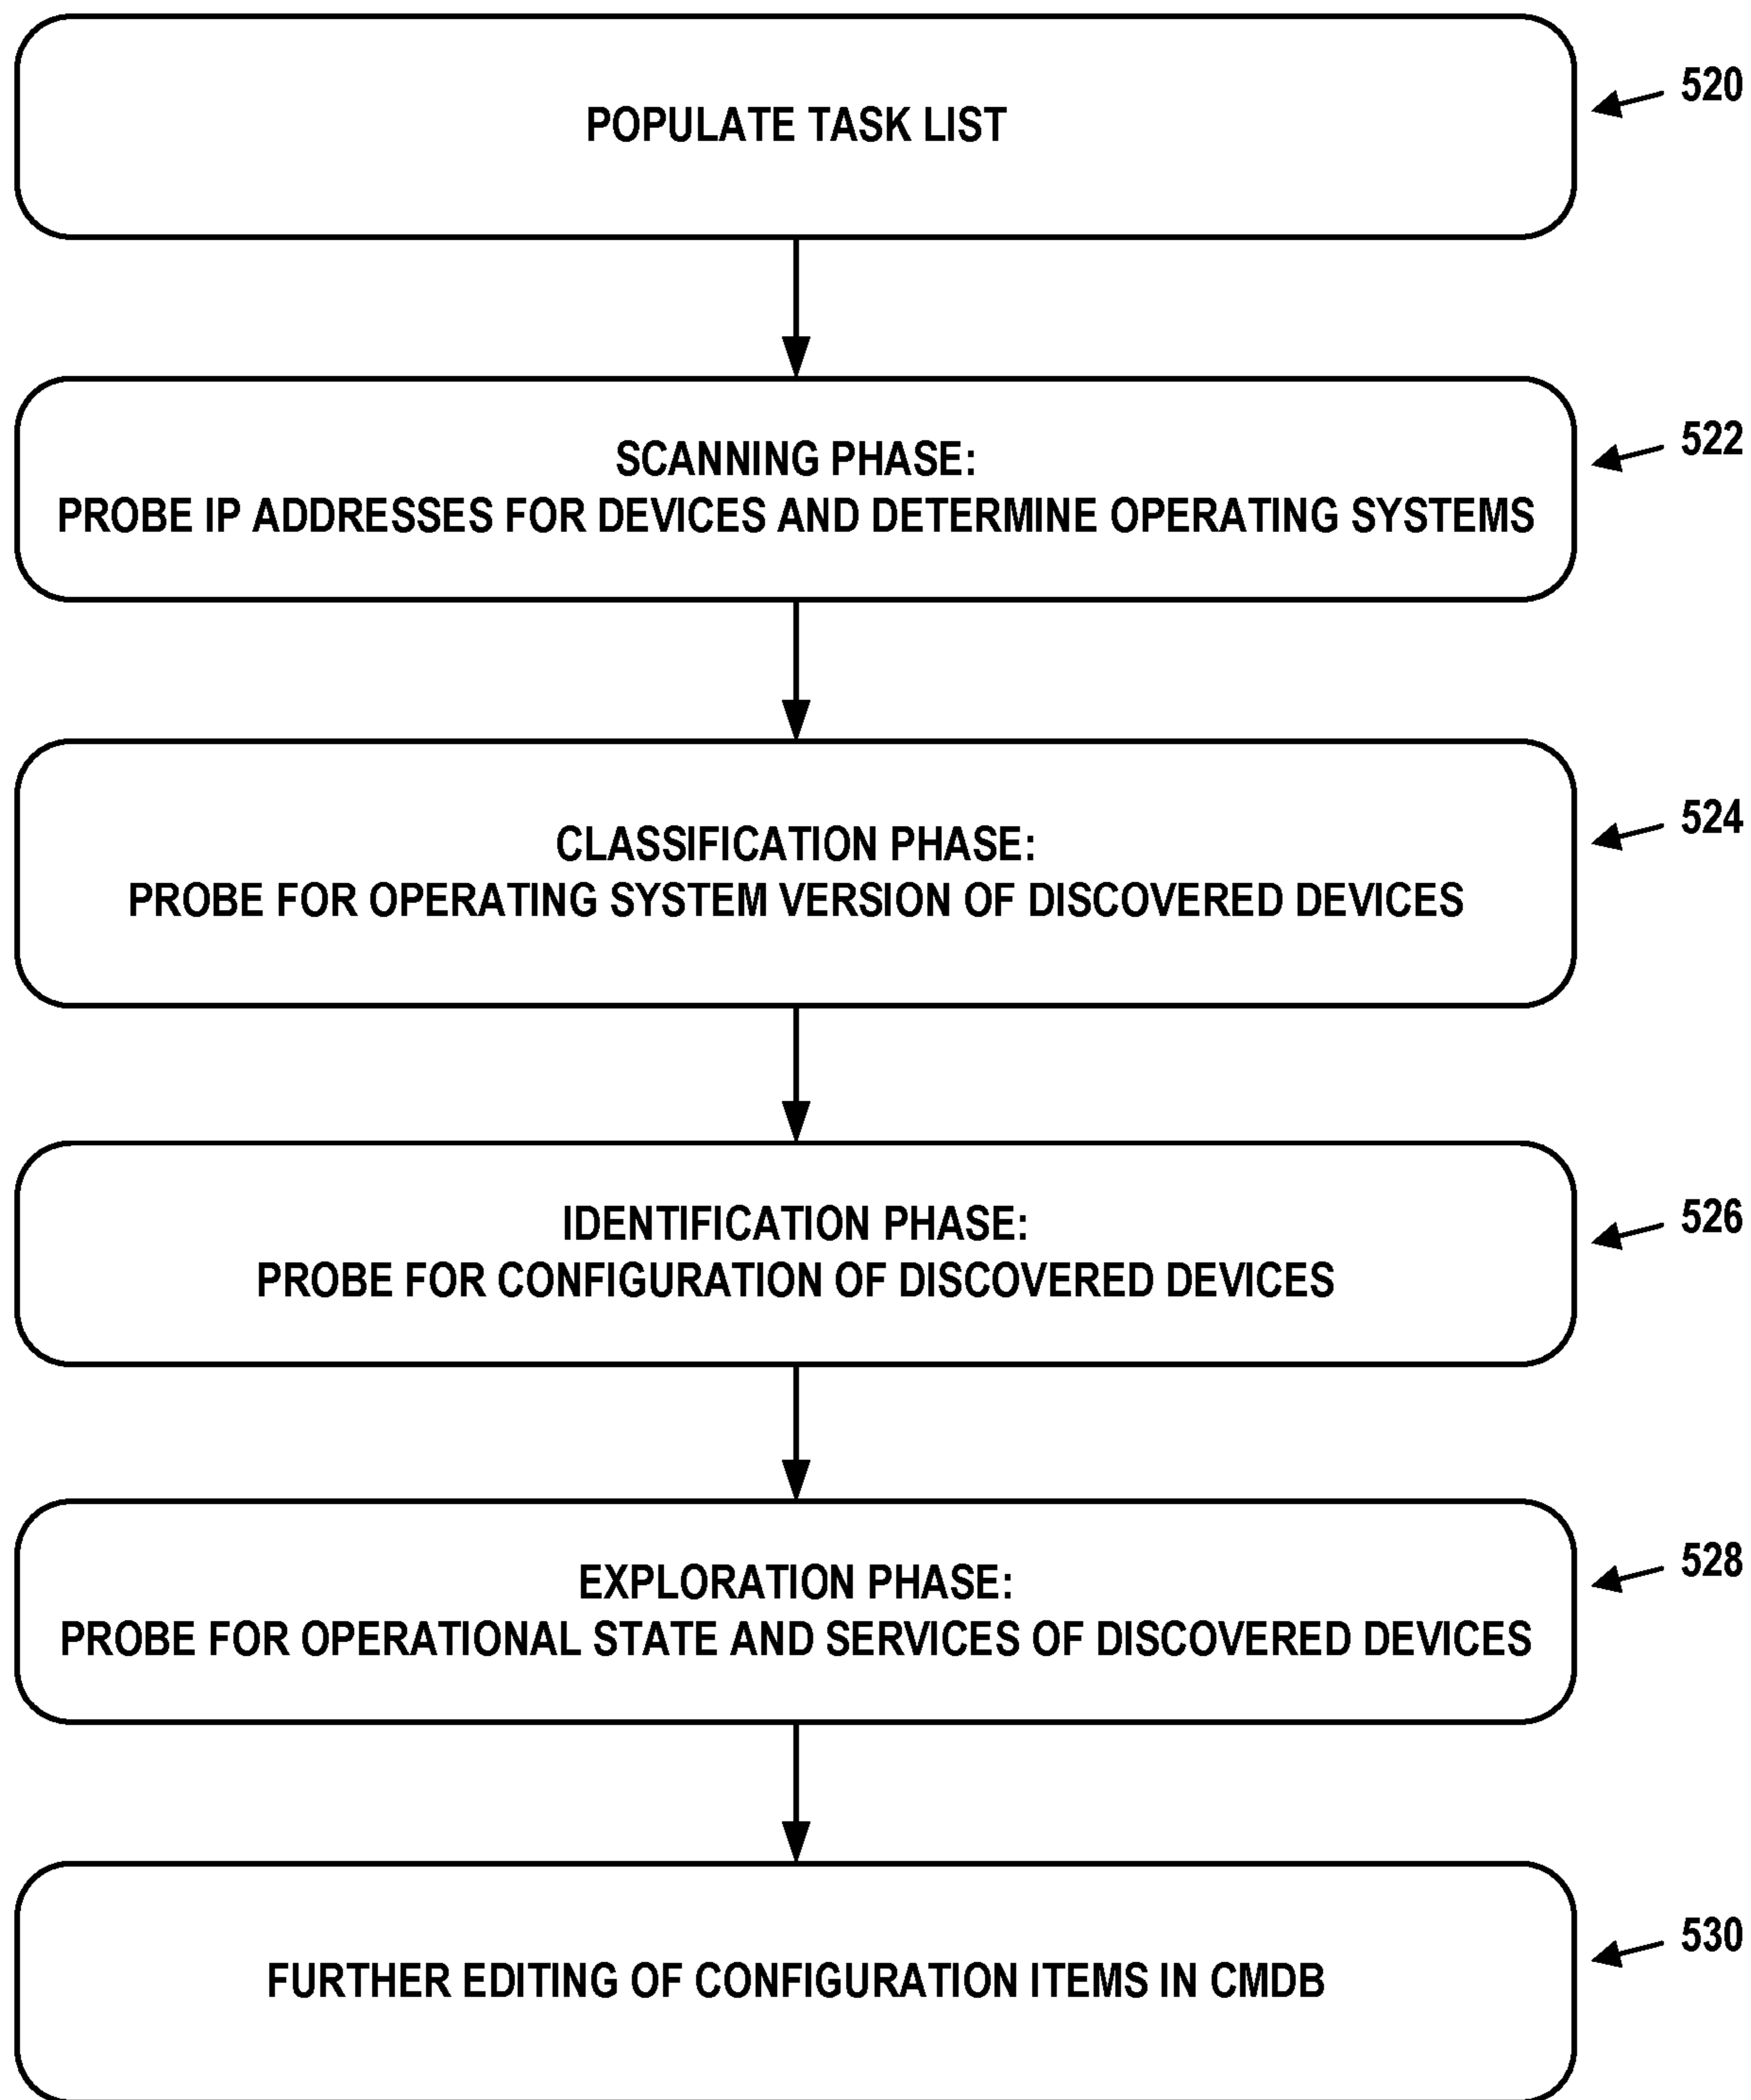 POPULATE TASK LIST
520
SCANNING PHASE:
PROBE IP ADDRESSES FOR DEVICES AND DETERMINE OPERATING SYSTEMS
522
CLASSIFICATION PHASE:
PROBE FOR OPERATING SYSTEM VERSION OF DISCOVERED DEVICES
524
IDENTIFICATION PHASE:
PROBE FOR CONFIGURATION OF DISCOVERED DEVICES
526
EXPLORATION PHASE:
PROBE FOR OPERATIONAL STATE AND SERVICES OF DISCOVERED DEVICES
528
FURTHER EDITING OF CONFIGURATION ITEMS IN CMDB
530